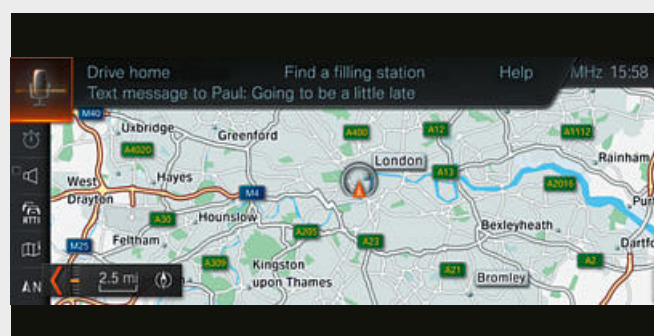 Drive home Find a filling station Help MHz 15:58
Text message to Paul: Going to be a little late
M40
Uxbridge
Greenford
A400
A12
A1112
A4020
London
Rainham
West
Drayton
Hayes
M4
A13
A2016
Pur
A30
Hounslow
A205
Bexleyheath
Feltham
A23
Dartfo
M25
RTTI
A309
Kingston
upon Thames
A21
A2
Bromley
2.5 mi
N